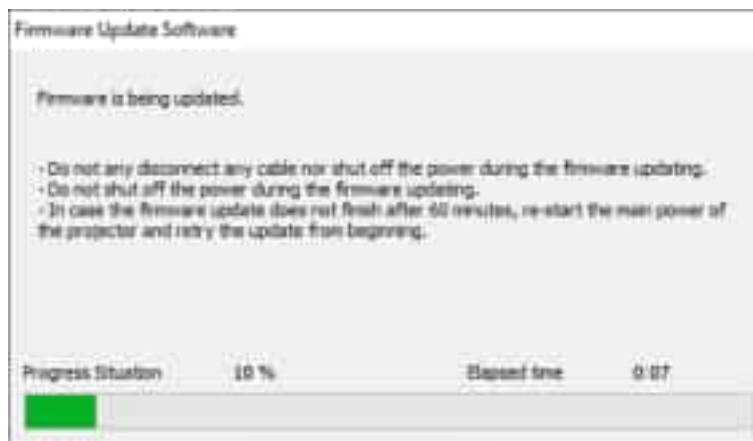 Firmware Update Software
Firmware is being updated.
- Do not any disconnect any cable nor shut off the power during the firmware updating.
- Do not shut off the power during the firmware updating.
- In case the firmware update does not finish after 60 minutes, re-start the main power of
the projector and retry the update from beginning.
Progress Situation 10 % Elapsed time 0:07